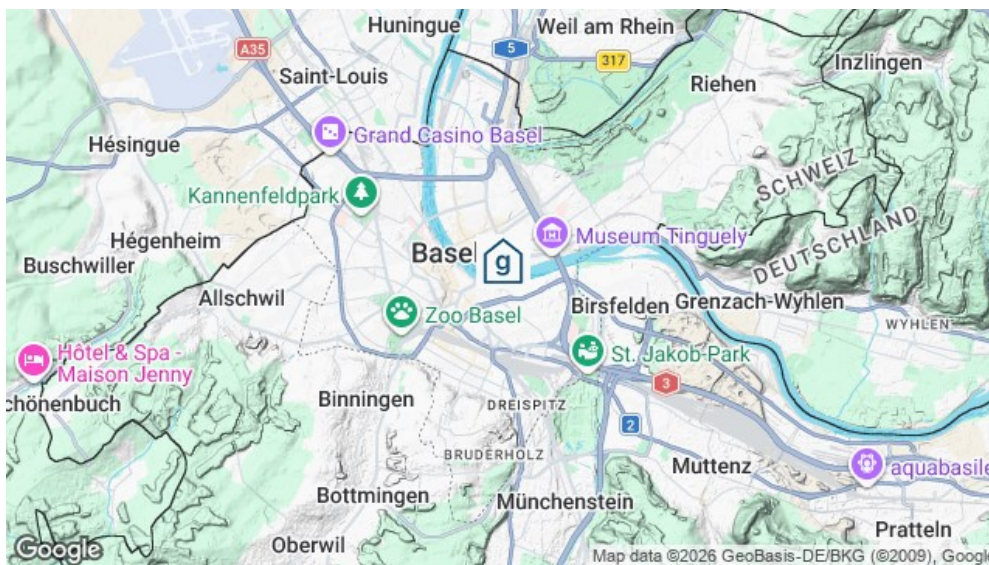 Huningue
Weil am Rhein
A35
5
317
Inzlingen
Saint-Louis
Riehen
Hésingue
Grand Casino Basel
SCHWEIZ
Kannenfeldpark
DEUTSCHLAND
Hégenheim
Museum Tinguely
Basel
g
Buschwiller
Allschwil
Birsfelden
Grenzach-Wyhlen
Zoo Basel
WYHLEN
Hôtel & Spa -
Maison Jenny
St. Jakob-Park
3
chönenbuch
Binningen
DREISPITZ
2
BRUDERHOLZ
Muttenz
aquabasile
Bottmingen
Münchenstein
Pratteln
Oberwil
Google
Map data ©2026 GeoBasis-DE/BKG (©2009), Google